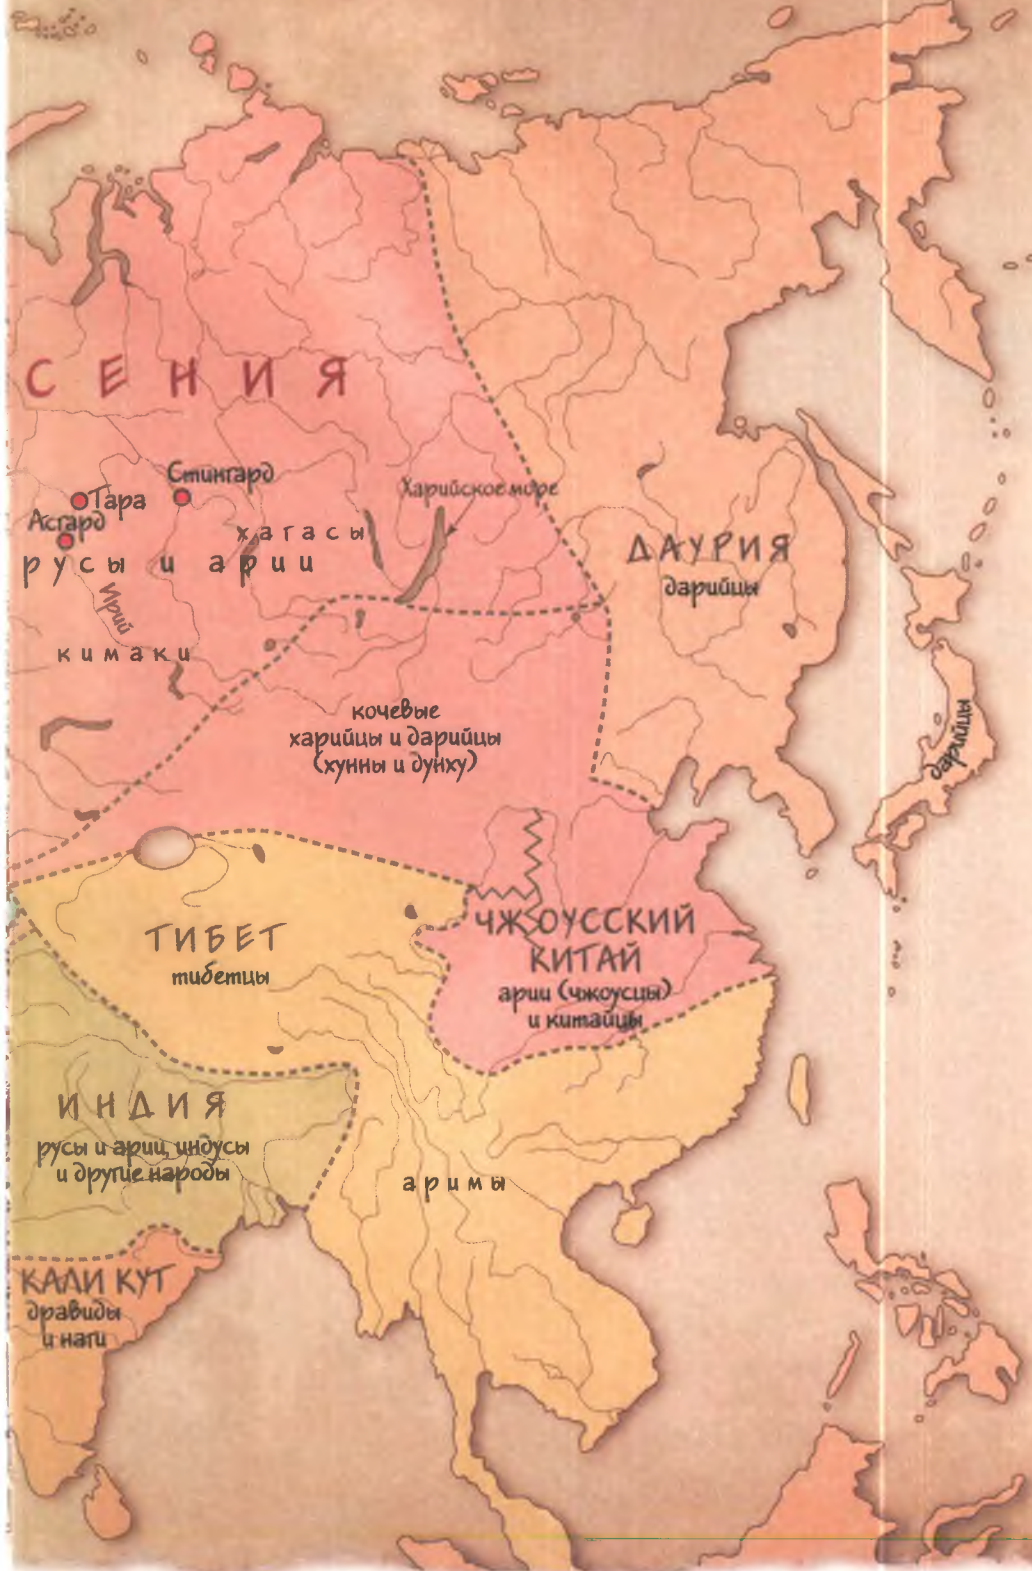 СЕНИЯ
Стингард
Тара
Асгард
Харийское море
хагасы
русы и арии
Ирий
кимаки
ДАУРИЯ
дарийцы
кочевые
харийцы и дарийцы
(хунны и дунху)
дарийцы
ТИБЕТ
тибетцы
ЧЖОУССКИЙ
КИТАЙ
арии (чжоусцы)
и китайцы
ИНДИЯ
русы и арии, индусы
и другие народы
аримы
КАЛИ КУТ
дравиды
и наги